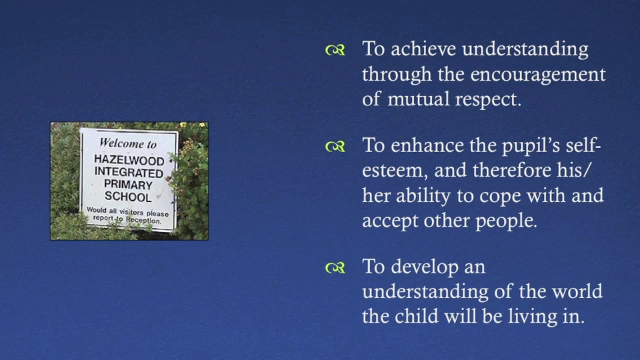 Welcome to
HAZELWOOD
INTEGRATED
PRIMARY
SCHOOL
Would all visitors please
report to Reception.
To achieve understanding
through the encouragement
of mutual respect.
To enhance the pupil's self-
esteem, and therefore his/
her ability to cope with and
accept other people.
To develop an
understanding of the world
the child will be living in.